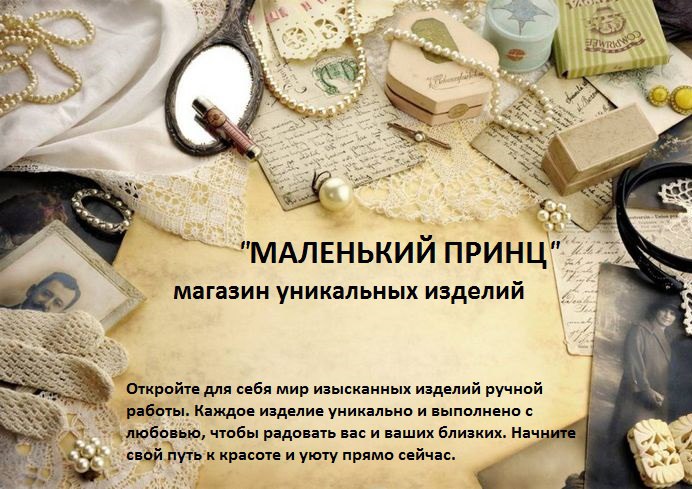 "МАЛЕНЬКИЙ ПРИНЦ"
магазин уникальных изделий
Откройте для себя мир изысканных изделий ручной
работы. Каждое изделие уникально и выполнено с
любовью, чтобы радовать вас и ваших близких. Начните
свой путь к красоте и уюту прямо сейчас.